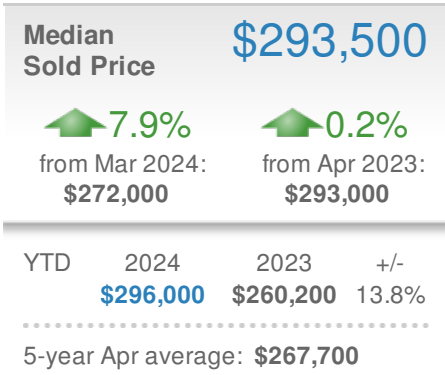 Median
Sold Price
$293,500
7.9%
from Mar 2024:
$272,000
0.2%
from Apr 2023:
$293,000
YTD 2024 2023 +/-
$296,000 $260,200 13.8%
5-year Apr average: $267,700